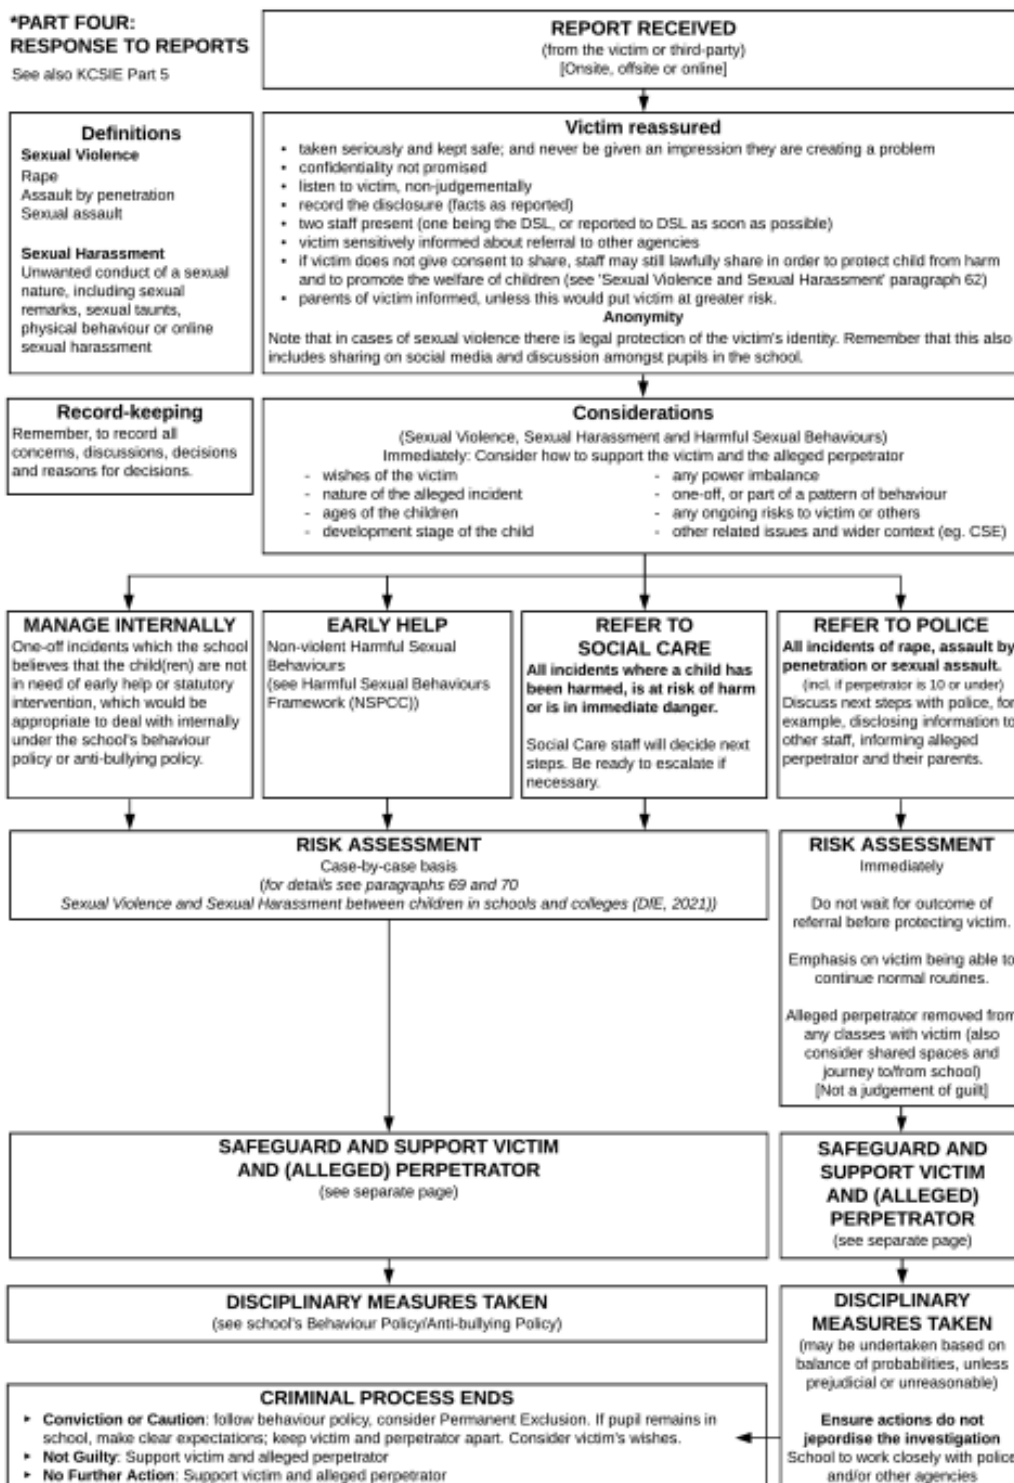 *PART FOUR:
RESPONSE TO REPORTS
See also KCSIE Part 5
REPORT RECEIVED
(from the victim or third-party)
[Onsite, offsite or online]
Definitions
Sexual Violence
Rape
Assault by penetration
Sexual assault
Sexual Harassment
Unwanted conduct of a sexual
nature, including sexual
remarks, sexual taunts,
physical behaviour or online
sexual harassment
Victim reassured
• taken seriously and kept safe; and never be given an impression they are creating a problem
• confidentiality not promised
• listen to victim, non-judgementally
• record the disclosure (facts as reported)
• two staff present (one being the DSL, or reported to DSL as soon as possible)
• victim sensitively informed about referral to other agencies
• if victim does not give consent to share, staff may still lawfully share in order to protect child from harm
and to promote the welfare of children (see 'Sexual Violence and Sexual Harassment' paragraph 62)
• parents of victim informed, unless this would put victim at greater risk.
Anonymity
Note that in cases of sexual violence there is legal protection of the victim's identity. Remember that this also
includes sharing on social media and discussion amongst pupils in the school.
Record-keeping
Remember, to record all
concerns, discussions, decisions
and reasons for decisions.
Considerations
(Sexual Violence, Sexual Harassment and Harmful Sexual Behaviours)
Immediately: Consider how to support the victim and the alleged perpetrator
- wishes of the victim
- nature of the alleged incident
- ages of the children
- development stage of the child
- any power imbalance
- one-off, or part of a pattern of behaviour
- any ongoing risks to victim or others
- other related issues and wider context (eg. CSE)
MANAGE INTERNALLY
One-off incidents which the school
believes that the child(ren) are not
in need of early help or statutory
intervention, which would be
appropriate to deal with internally
under the school's behaviour
policy or anti-bullying policy.
EARLY HELP
Non-violent Harmful Sexual
Behaviours
(see Harmful Sexual Behaviours
Framework (NSPCC))
REFER TO
SOCIAL CARE
All incidents where a child has
been harmed, is at risk of harm
or is in immediate danger.
Social Care staff will decide next
steps. Be ready to escalate if
necessary.
REFER TO POLICE
All incidents of rape, assault by
penetration or sexual assault.
(incl. if perpetrator is 10 or under)
Discuss next steps with police, for
example, disclosing information to
other staff, informing alleged
perpetrator and their parents.
RISK ASSESSMENT
Case-by-case basis
(for details see paragraphs 69 and 70
Sexual Violence and Sexual Harassment between children in schools and colleges (DfE, 2021))
RISK ASSESSMENT
Immediately
Do not wait for outcome of
referral before protecting victim.
Emphasis on victim being able to
continue normal routines.
Alleged perpetrator removed from
any classes with victim (also
consider shared spaces and
journey to/from school)
[Not a judgement of guilt]
SAFEGUARD AND SUPPORT VICTIM
AND (ALLEGED) PERPETRATOR
(see separate page)
SAFEGUARD AND
SUPPORT VICTIM
AND (ALLEGED)
PERPETRATOR
(see separate page)
DISCIPLINARY MEASURES TAKEN
(see school's Behaviour Policy/Anti-bullying Policy)
DISCIPLINARY
MEASURES TAKEN
(may be undertaken based on
balance of probabilities, unless
prejudicial or unreasonable)
Ensure actions do not
jepordise the investigation
School to work closely with police
and/or other agencies
CRIMINAL PROCESS ENDS
▸ Conviction or Caution: follow behaviour policy, consider Permanent Exclusion. If pupil remains in
school, make clear expectations; keep victim and perpetrator apart. Consider victim's wishes.
▸ Not Guilty: Support victim and alleged perpetrator
▸ No Further Action: Support victim and alleged perpetrator